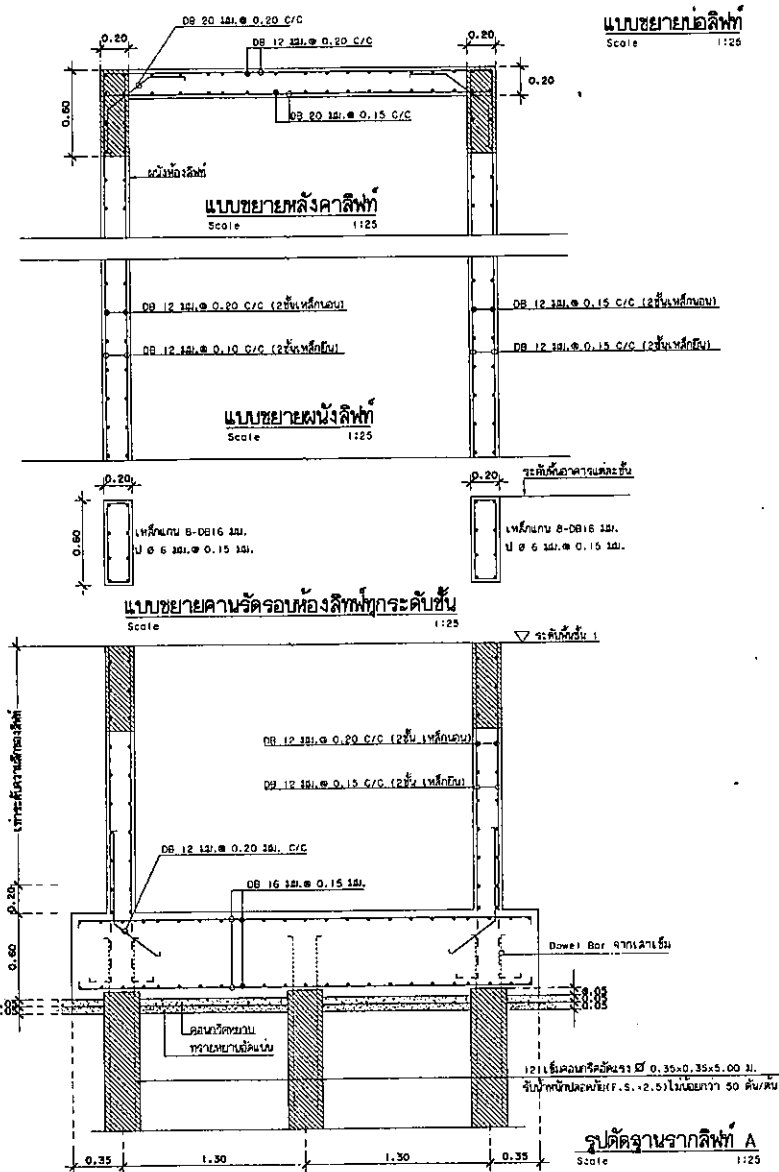 แบบขยายบ่อลิฟท์
Scale 1:25
DB 20 มม.@ 0.20 C/C
DB 12 มม.@ 0.20 C/C
0.20
0.20
0.20
0.60
DB 20 มม.@ 0.15 C/C
ผนังห้องลิฟท์
แบบขยายหลังคาลิฟท์
Scale 1:25
DB 12 มม.@ 0.20 C/C (2ชั้นเหล็กนอน)
DB 12 มม.@ 0.15 C/C (2ชั้นเหล็กนอน)
DB 12 มม.@ 0.10 C/C (2ชั้นเหล็กยืน)
DB 12 มม.@ 0.15 C/C (2ชั้นเหล็กยืน)
แบบขยายผนังลิฟท์
Scale 1:25
0.20
0.20
ระดับพื้นอาคารแต่ละชั้น
0.60
เหล็กแกน 8-DB16 มม.
ป Ø 6 มม.@ 0.15 มม.
เหล็กแกน 8-DB16 มม.
ป Ø 6 มม.@ 0.15 มม.
แบบขยายคานรัดรอบห้องลิฟท์ทุกระดับชั้น
Scale 1:25
ระดับพื้นชั้น 1
DB 12 มม.@ 0.20 C/C (2ชั้น เหล็กนอน)
DB 12 มม.@ 0.15 C/C (2ชั้น เหล็กยืน)
เท่าระดับความลึกของลิฟท์
DB 12 มม.@ 0.20 มม. C/C
DB 16 มม.@ 0.15 มม.
0.20
0.60
Dowel Bar จากเสาเข็ม
0.05
0.05
0.05
คอนกรีตหยาบ
ทรายหยาบอัดแน่น
เข็มคอนกรีตอัดแรง 0.35x0.35x5.00 ม.
รับน้ำหนักปลอดภัย(F.S.=2.5)ไม่น้อยกว่า 50 ตัน/ต้น
0.35 1.30 1.30 0.35
รูปตัดฐานรากลิฟท์ A
Scale 1:25